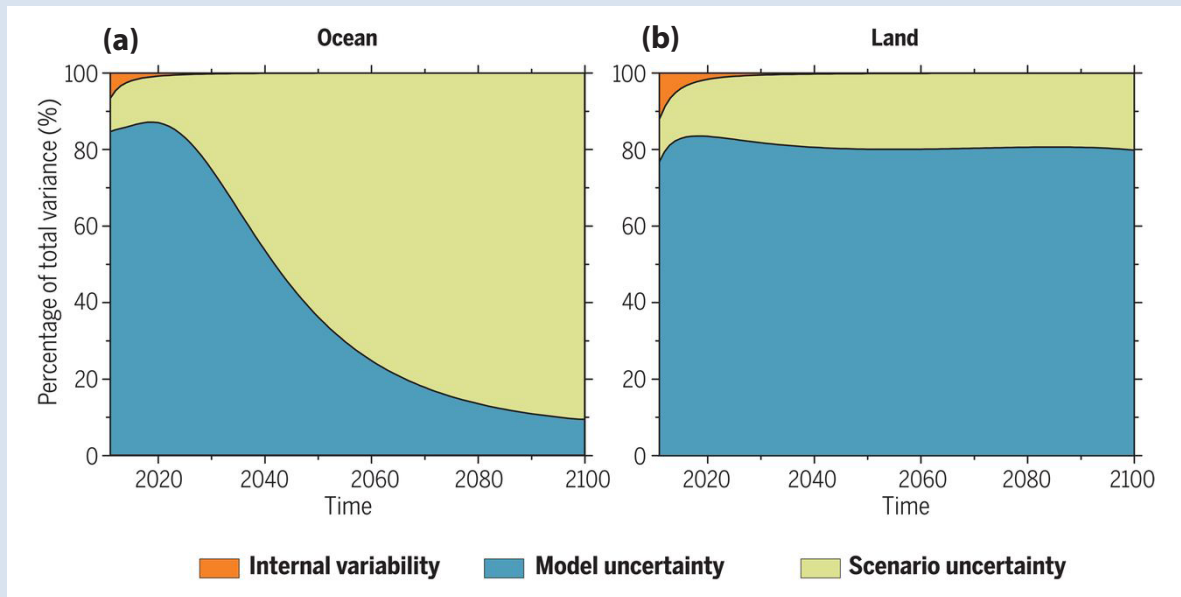 (a)
Ocean
Percentage of total variance (%)
100
80
60
40
20
0
2020 2040 2060 2080 2100
Time
(b)
Land
100
80
60
40
20
0
2020 2040 2060 2080 2100
Time
Internal variability
Model uncertainty
Scenario uncertainty